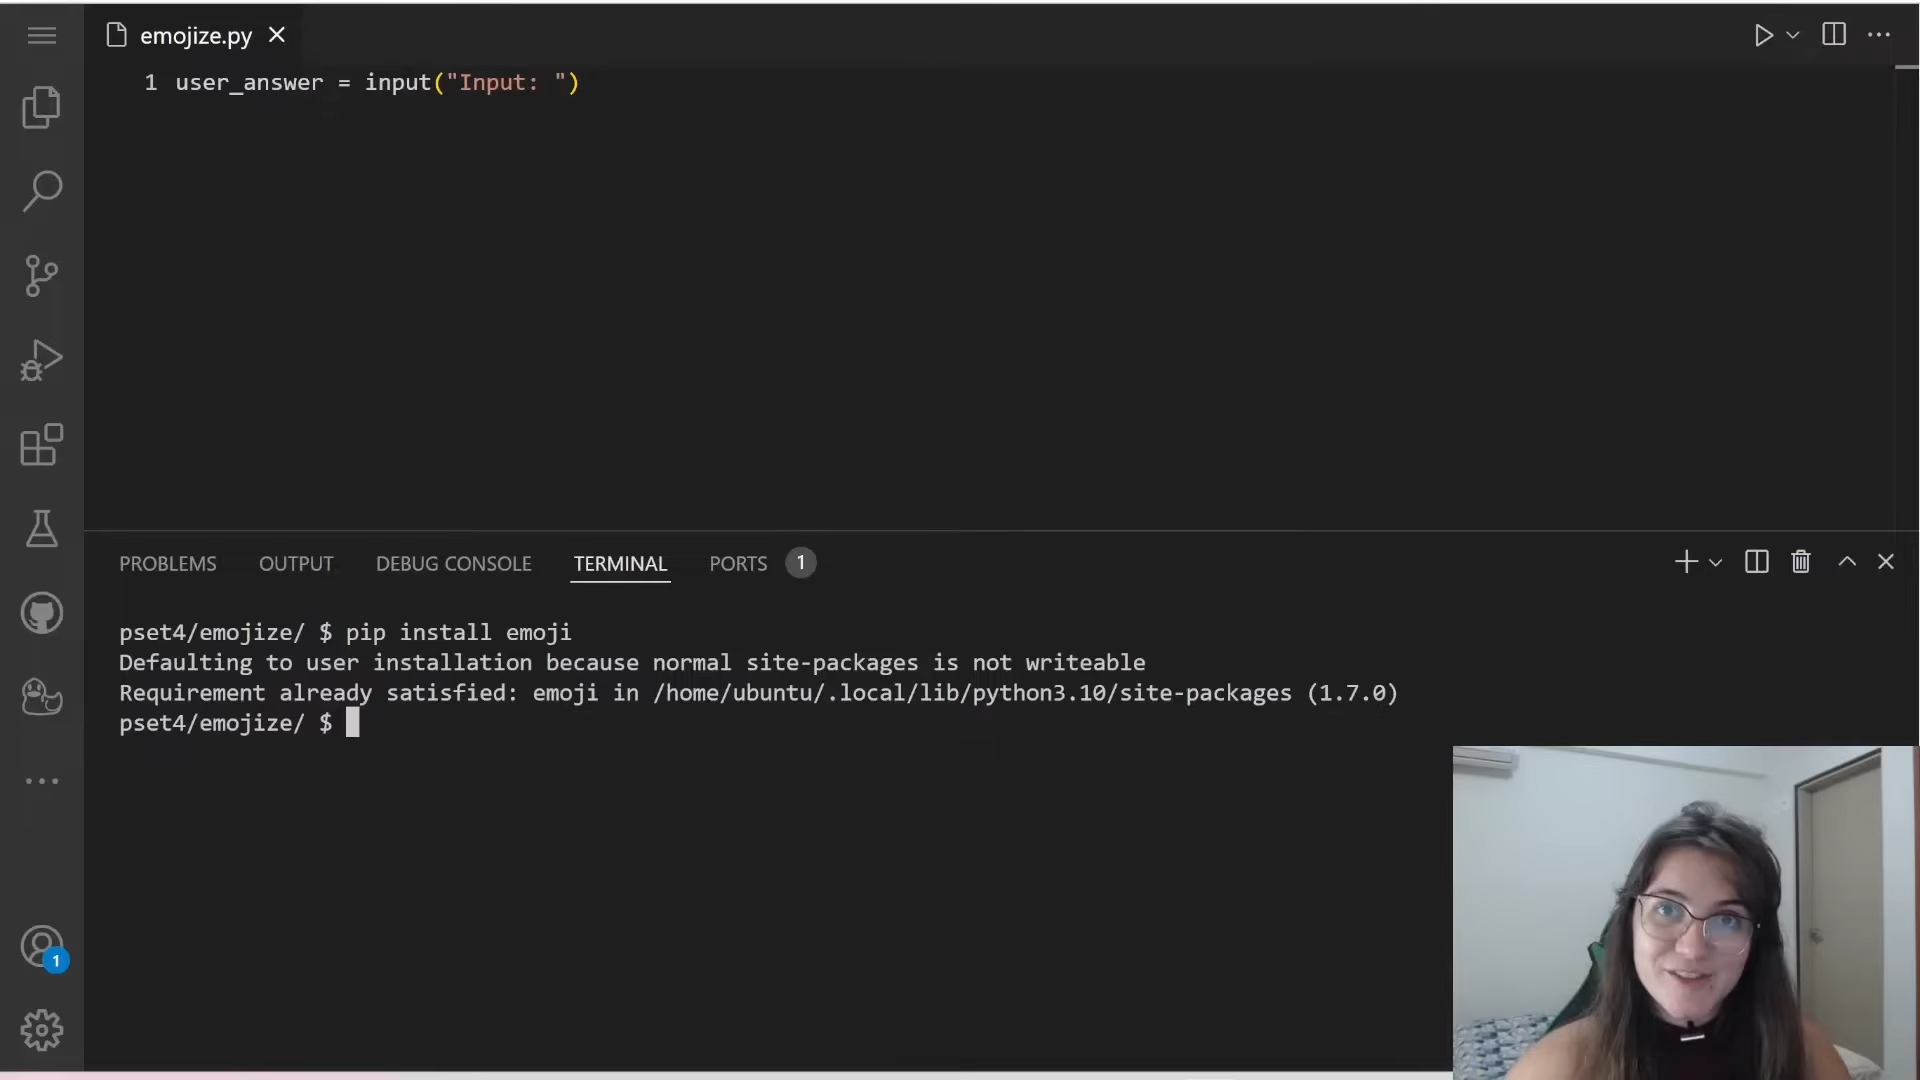 emojize.py
1 user_answer = input("Input: ")
PROBLEMS OUTPUT DEBUG CONSOLE TERMINAL PORTS 1
pset4/emojize/ $ pip install emoji
Defaulting to user installation because normal site-packages is not writeable
Requirement already satisfied: emoji in /home/ubuntu/.local/lib/python3.10/site-packages (1.7.0)
pset4/emojize/ $
1